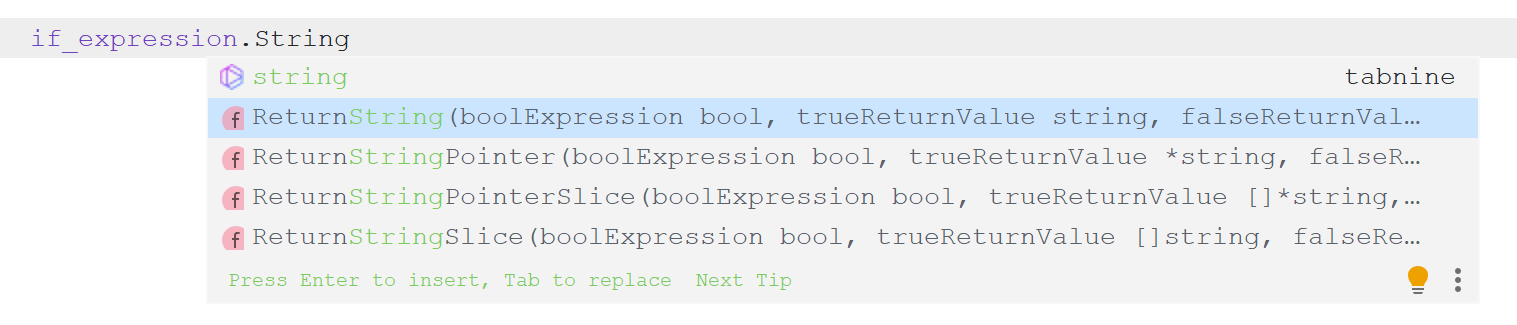 if_expression.String
string tabnine
f ReturnString(boolExpression bool, trueReturnValue string, falseReturnVal…
f ReturnStringPointer(boolExpression bool, trueReturnValue *string, falseR…
f ReturnStringPointerSlice(boolExpression bool, trueReturnValue []*string,…
f ReturnStringSlice(boolExpression bool, trueReturnValue []string, falseRe…
Press Enter to insert, Tab to replace Next Tip